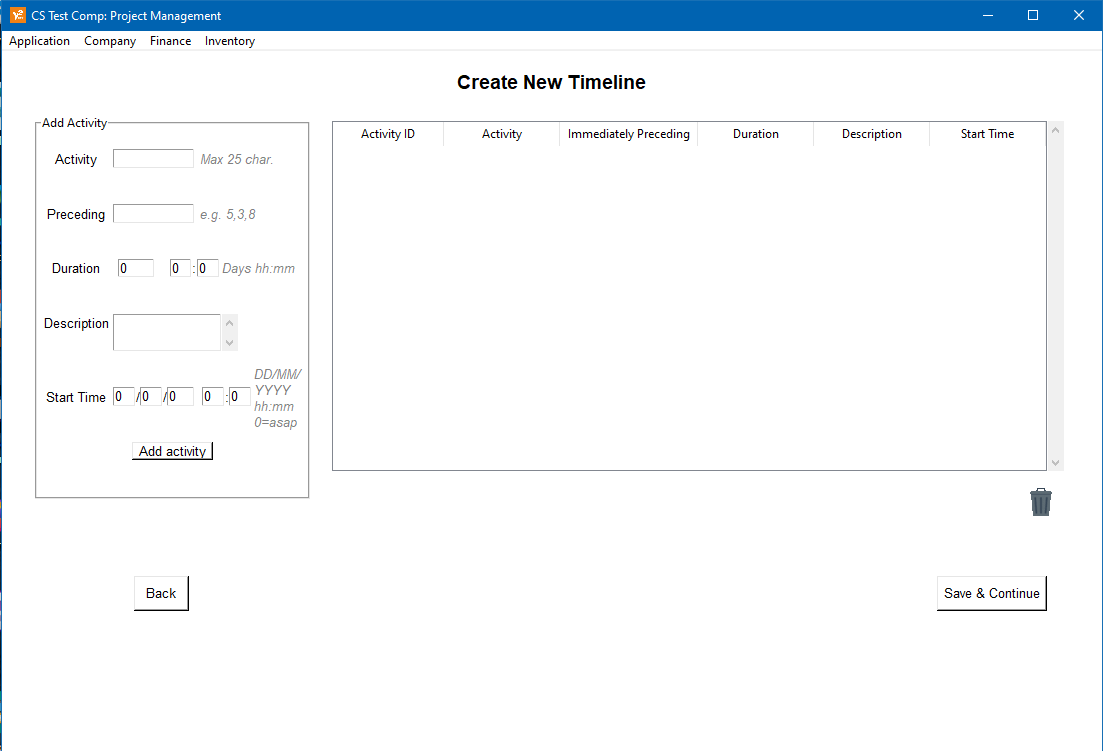 CS Test Comp: Project Management
Application Company Finance Inventory
Create New Timeline
Add Activity
Activity Max 25 char.
Preceding e.g. 5,3,8
Duration 0 0 : 0 Days hh:mm
Description
Start Time 0 / 0 / 0 0 : 0 DD/MM/
YYYY
hh:mm
0=asap
Add activity
Activity ID Activity Immediately Preceding Duration Description Start Time
Back
Save & Continue